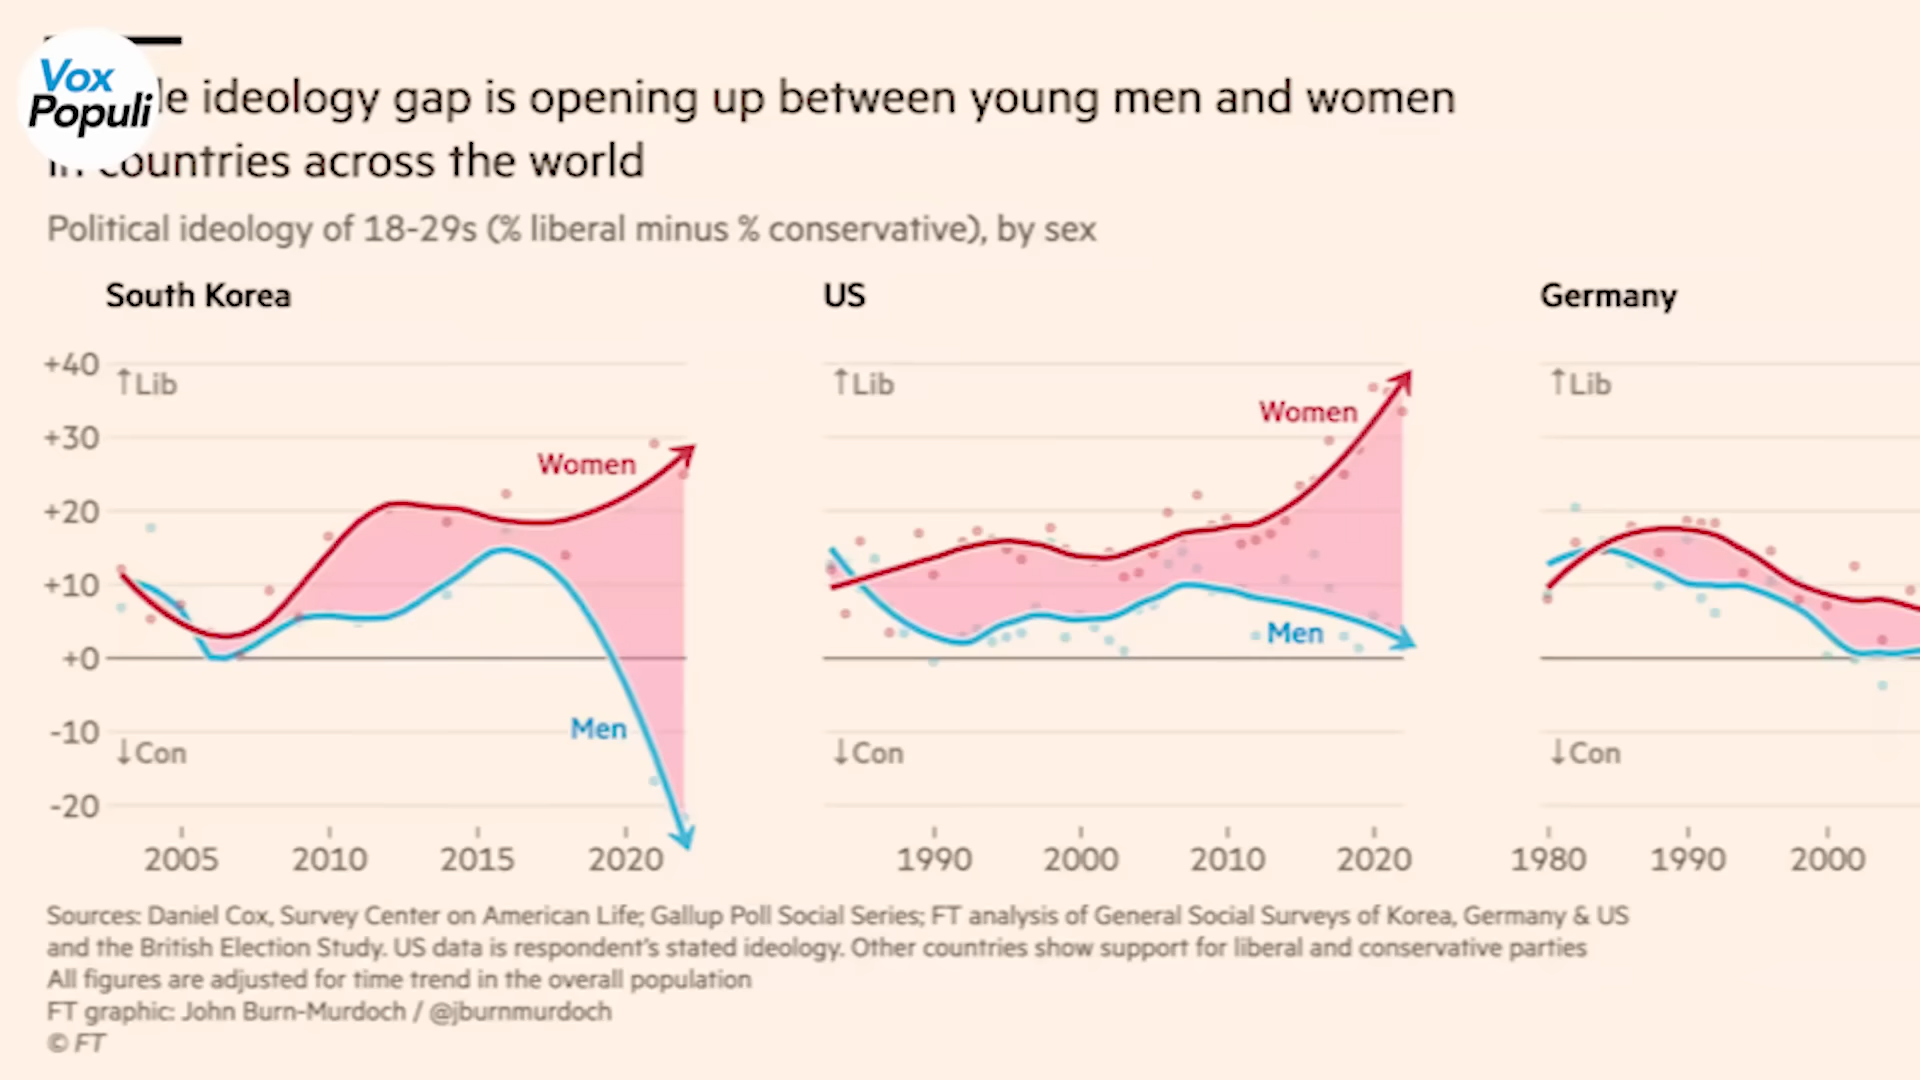 Vox
Populi
ideology gap is opening up between young men and women
in countries across the world
Political ideology of 18-29s (% liberal minus % conservative), by sex
South Korea
US
Germany
+40
+30
+20
+10
+0
-10
-20
↑Lib
Women
Men
↓Con
2005 2010 2015 2020
↑Lib
Women
Men
↓Con
1990 2000 2010 2020
↑Lib
↓Con
1980 1990 2000
Sources: Daniel Cox, Survey Center on American Life; Gallup Poll Social Series; FT analysis of General Social Surveys of Korea, Germany & US
and the British Election Study. US data is respondent's stated ideology. Other countries show support for liberal and conservative parties
All figures are adjusted for time trend in the overall population
FT graphic: John Burn-Murdoch / @jburnmurdoch
© FT